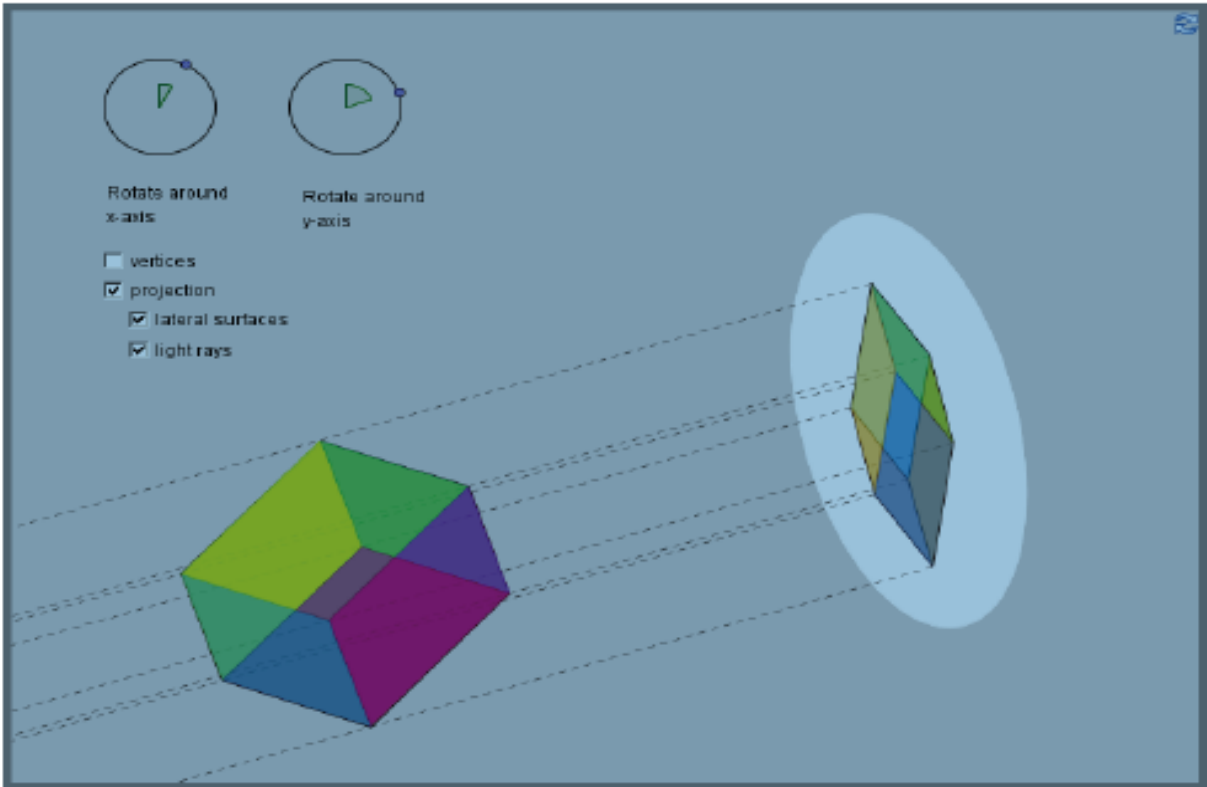 Rotate around
x-axis
Rotate around
y-axis
vertices
projection
lateral surfaces
light rays